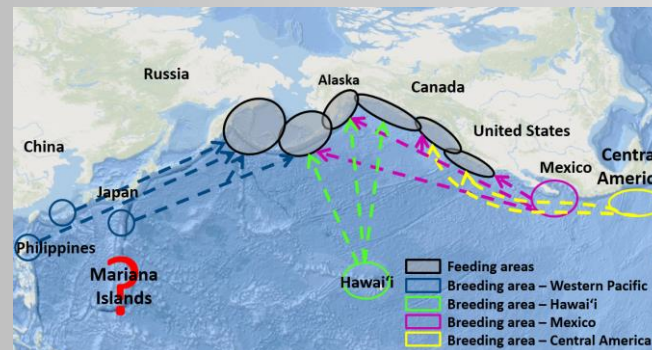 Russia
Alaska
Canada
China
United States
Japan
Mexico
Central
America
Philippines
Mariana
Islands
?
Hawai‘i
Feeding areas
Breeding area – Western Pacific
Breeding area – Hawai‘i
Breeding area – Mexico
Breeding area – Central America